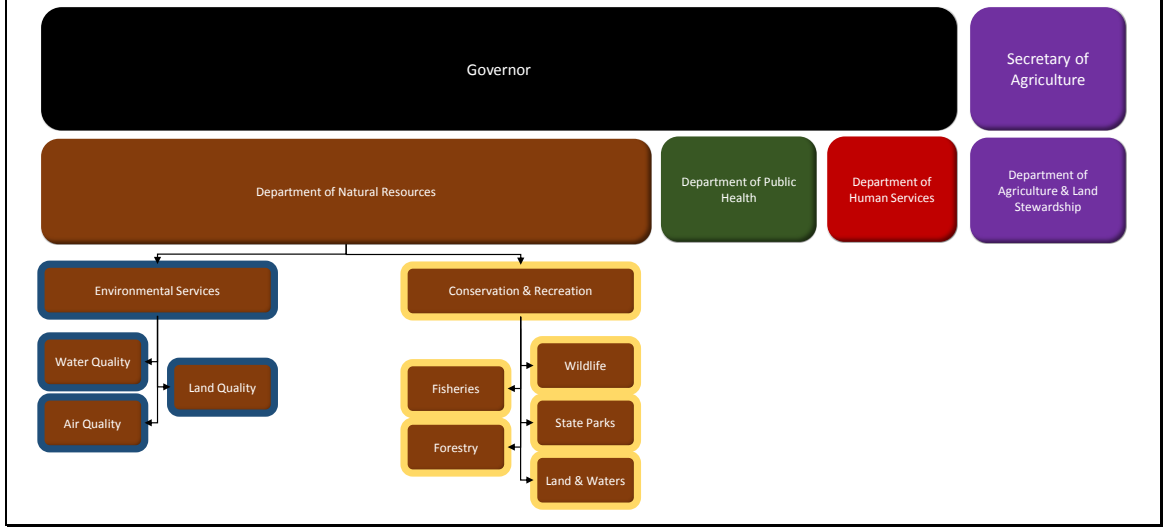 Governor
Secretary of
Agriculture
Department of Natural Resources
Department of Public
Health
Department of
Human Services
Department of
Agriculture & Land
Stewardship
Environmental Services
Conservation & Recreation
Water Quality
Land Quality
Air Quality
Wildlife
Fisheries
State Parks
Forestry
Land & Waters